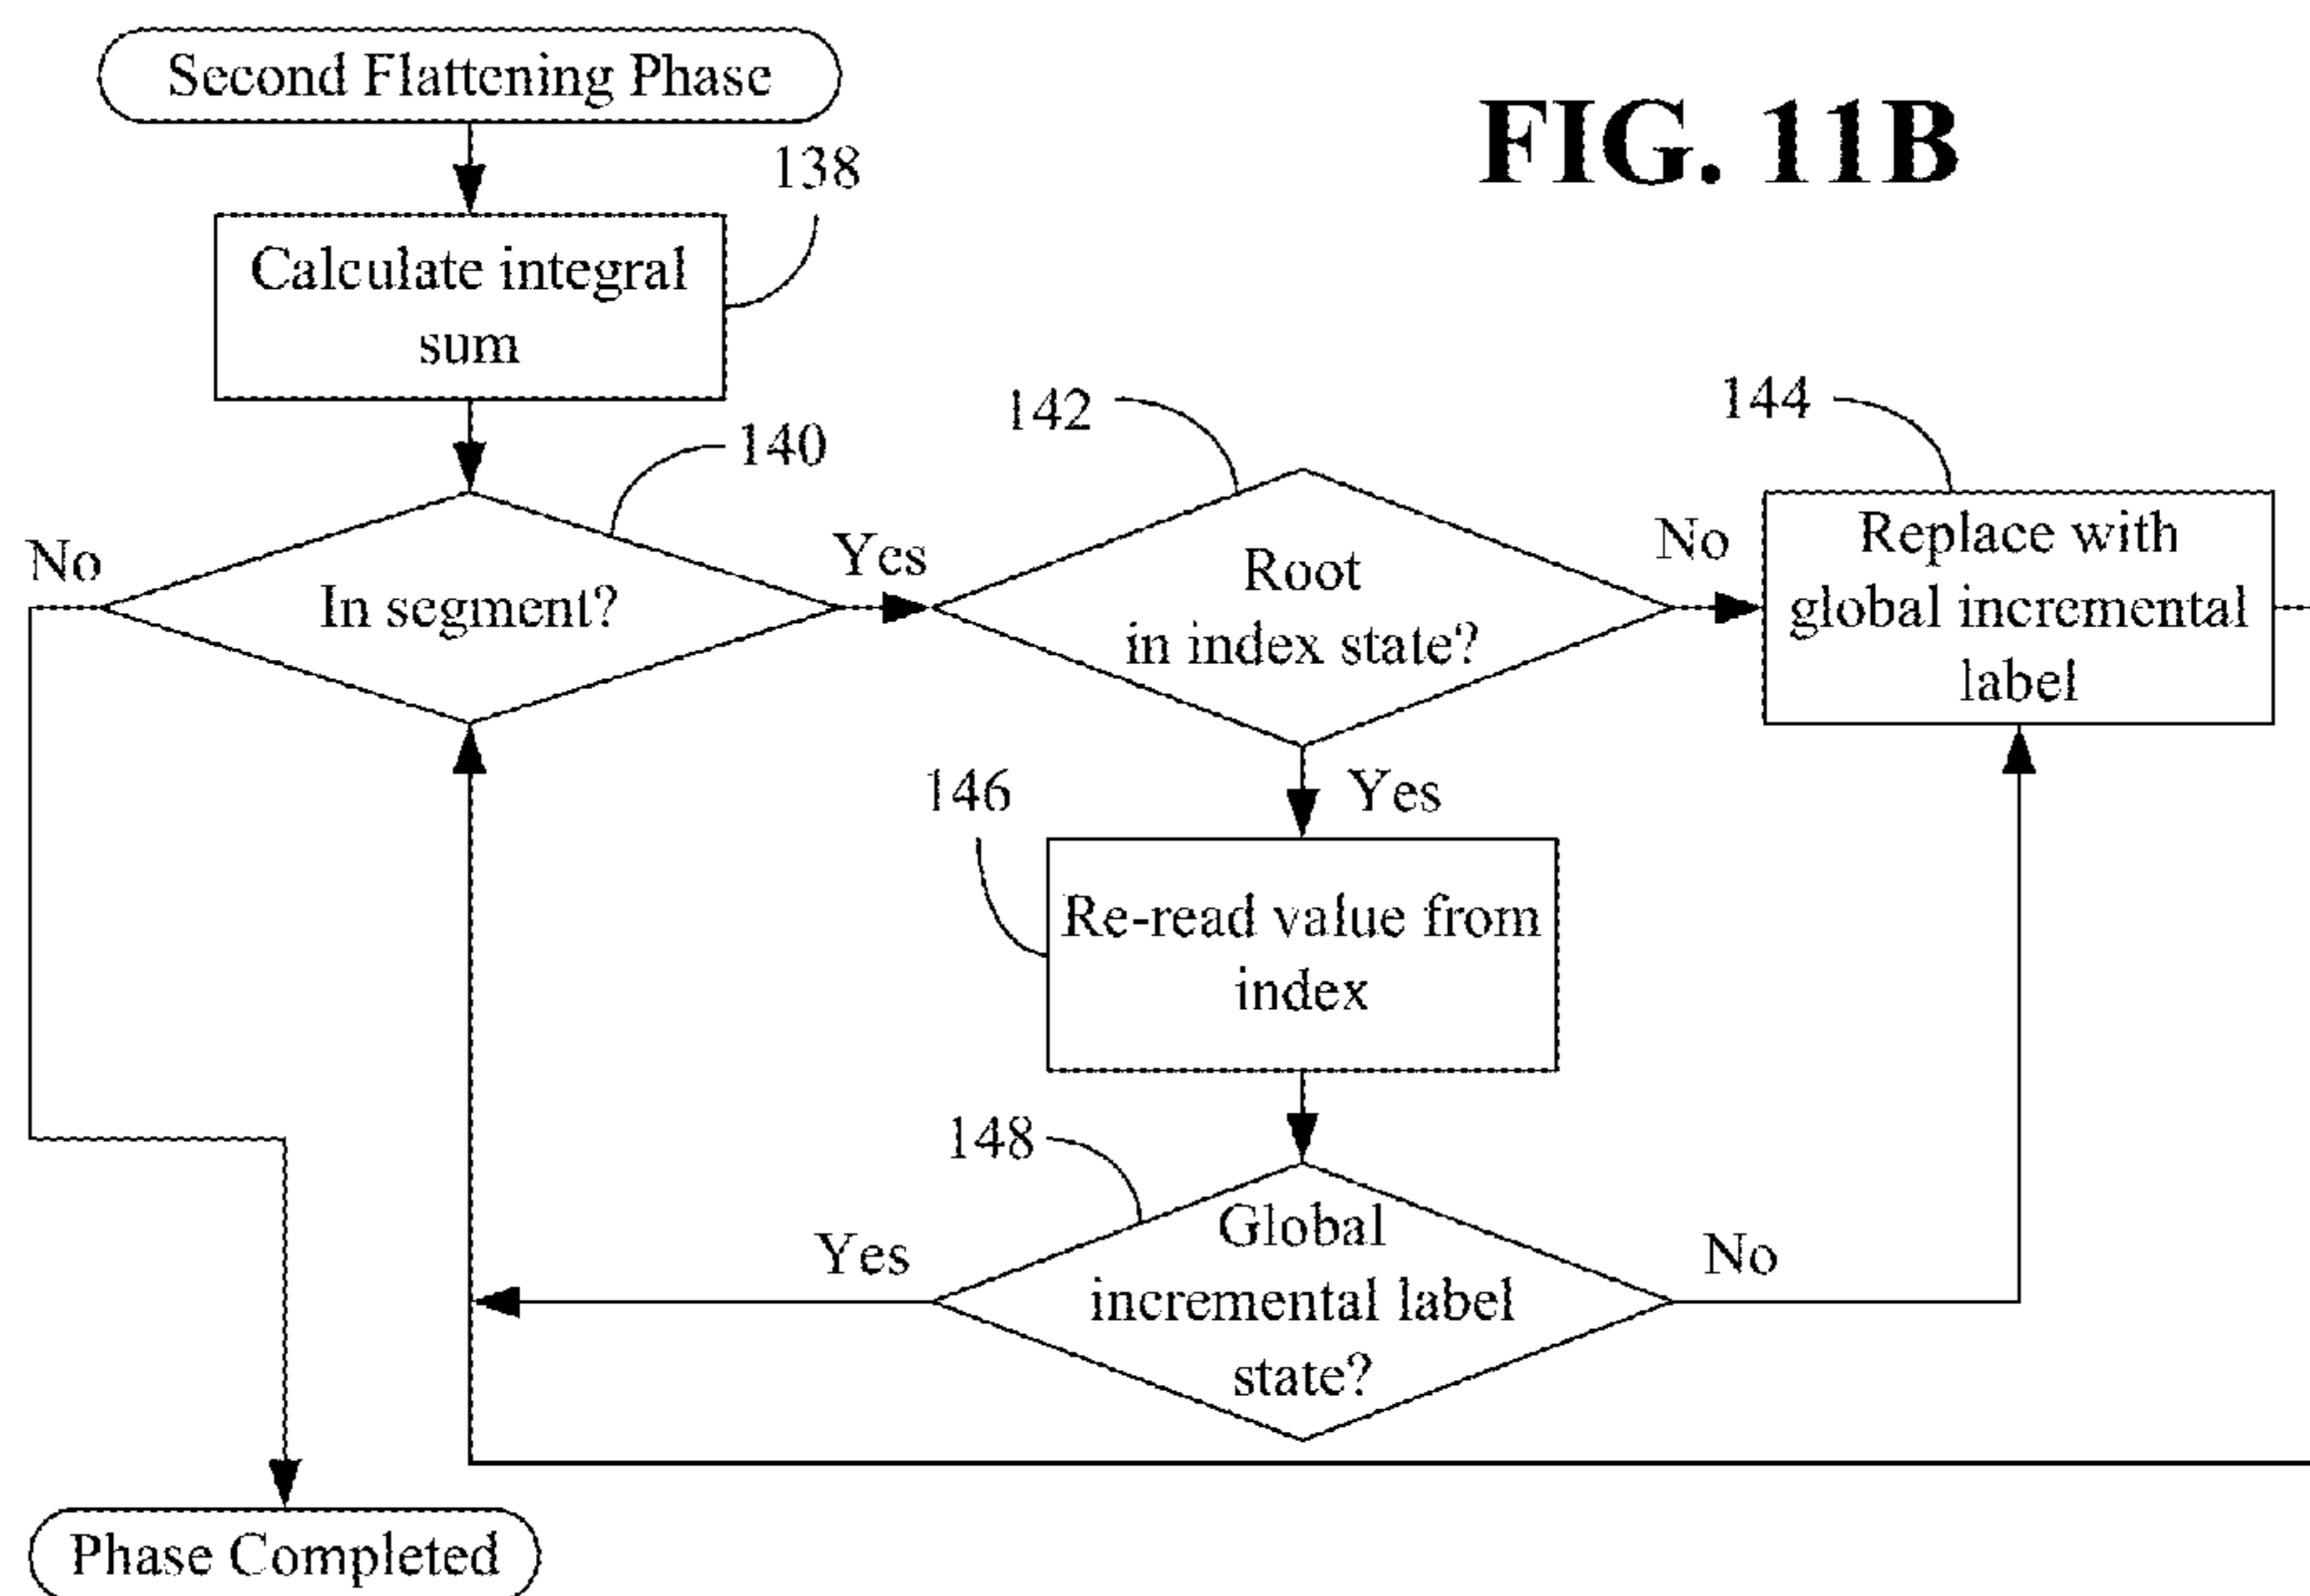 Second Flattening Phase
FIG. 11B
138
Calculate integral
sum
140
142
144
No
In segment?
Yes
Root
in index state?
No
Replace with
global incremental
label
146
Yes
Re-read value from
index
148
Yes
Global
incremental label
state?
No
Phase Completed